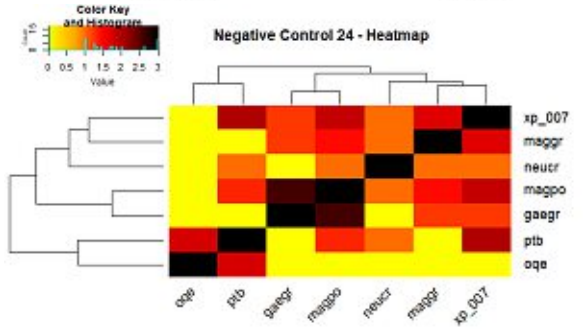 Color Key
and Histogram
Count
0 15
0 0.5 1 1.5 2 2.5 3
Value
Negative Control 24 - Heatmap
xp_007
maggr
neucr
magpo
gaegr
ptb
oqe
oqe ptb gaegr magpo neucr maggr xp_007